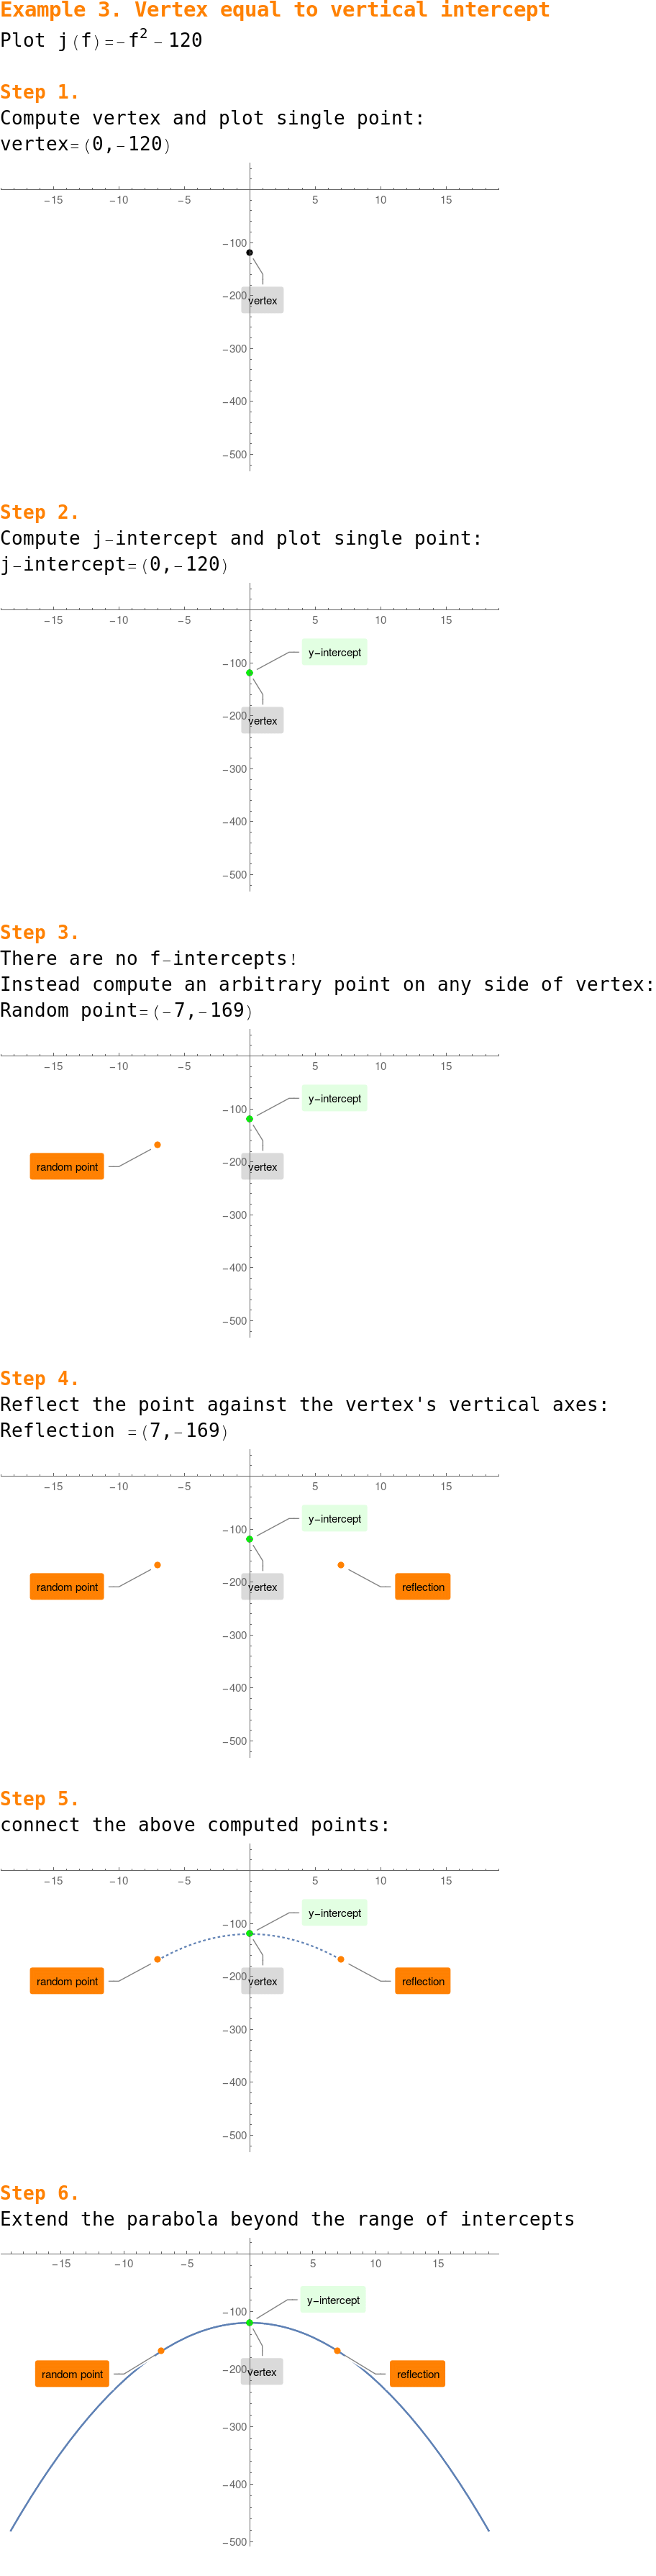 Example 3. Vertex equal to vertical intercept
Plot j(f)=-f² - 120
Step 1.
Compute vertex and plot single point:
vertex=(0,-120)
-15 -10 -5 5 10 15
-100
-200
vertex
-300
-400
-500
Step 2.
Compute j-intercept and plot single point:
j-intercept=(0,-120)
-15 -10 -5 5 10 15
y-intercept
-100
-200
vertex
-300
-400
-500
Step 3.
There are no f-intercepts!
Instead compute an arbitrary point on any side of vertex:
Random point=(-7,-169)
-15 -10 -5 5 10 15
y-intercept
-100
random point
-200
vertex
-300
-400
-500
Step 4.
Reflect the point against the vertex's vertical axes:
Reflection =(7,-169)
-15 -10 -5 5 10 15
y-intercept
-100
random point
-200
vertex
reflection
-300
-400
-500
Step 5.
connect the above computed points:
-15 -10 -5 5 10 15
y-intercept
-100
random point
-200
vertex
reflection
-300
-400
-500
Step 6.
Extend the parabola beyond the range of intercepts
-15 -10 -5 5 10 15
y-intercept
-100
random point
-200
vertex
reflection
-300
-400
-500